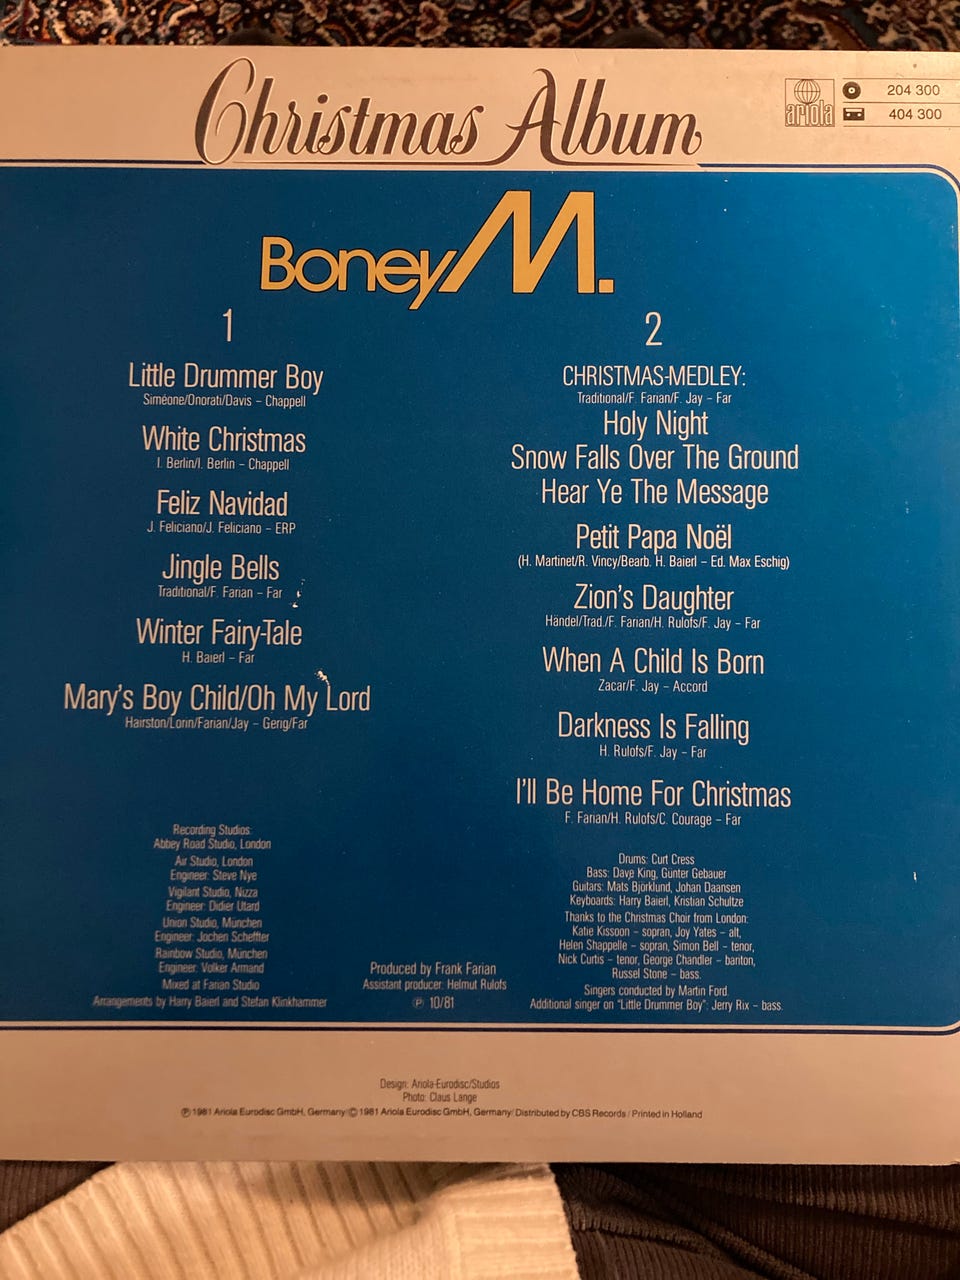 Christmas Album
ariola
204 300
404 300
Boney M.
1
Little Drummer Boy
Siméone/Onorati/Davis – Chappell
White Christmas
I. Berlin/I. Berlin – Chappell
Feliz Navidad
J. Feliciano/J. Feliciano – ERP
Jingle Bells
Traditional/F. Farian – Far
Winter Fairy-Tale
H. Baierl – Far
Mary's Boy Child/Oh My Lord
Hairston/Lorin/Farian/Jay – Gerig/Far
2
CHRISTMAS-MEDLEY:
Traditional/F. Farian/F. Jay – Far
Holy Night
Snow Falls Over The Ground
Hear Ye The Message
Petit Papa Noël
(H. Martinet/R. Vincy/Bearb. H. Baierl – Ed. Max Eschig)
Zion's Daughter
Händel/Trad./F. Farian/H. Rulofs/F. Jay – Far
When A Child Is Born
Zacar/F. Jay – Accord
Darkness Is Falling
H. Rulofs/F. Jay – Far
I'll Be Home For Christmas
F. Farian/H. Rulofs/C. Courage – Far
Recording Studios:
Abbey Road Studio, London
Air Studio, London
Engineer: Steve Nye
Vigilant Studio, Nizza
Engineer: Didier Utard
Union Studio, München
Engineer: Jochen Scheffter
Rainbow Studio, München
Engineer: Volker Armand
Mixed at Farian Studio
Arrangements by Harry Baierl and Stefan Klinkhammer
Produced by Frank Farian
Assistant producer: Helmut Rulofs
Ⓟ 10/81
Drums: Curt Cress
Bass: Dave King, Günter Gebauer
Guitars: Mats Björklund, Johan Daansen
Keyboards: Harry Baierl, Kristian Schultze
Thanks to the Christmas Choir from London:
Katie Kissoon – sopran, Joy Yates – alt,
Helen Shappelle – sopran, Simon Bell – tenor,
Nick Curtis – tenor, George Chandler – bariton,
Russel Stone – bass.
Singers conducted by Martin Ford.
Additional singer on "Little Drummer Boy": Jerry Rix – bass.
Design: Ariola-Eurodisc/Studios
Photo: Claus Lange
Ⓟ 1981 Ariola Eurodisc GmbH, Germany/Ⓒ 1981 Ariola Eurodisc GmbH, Germany/Distributed by CBS Records/Printed in Holland